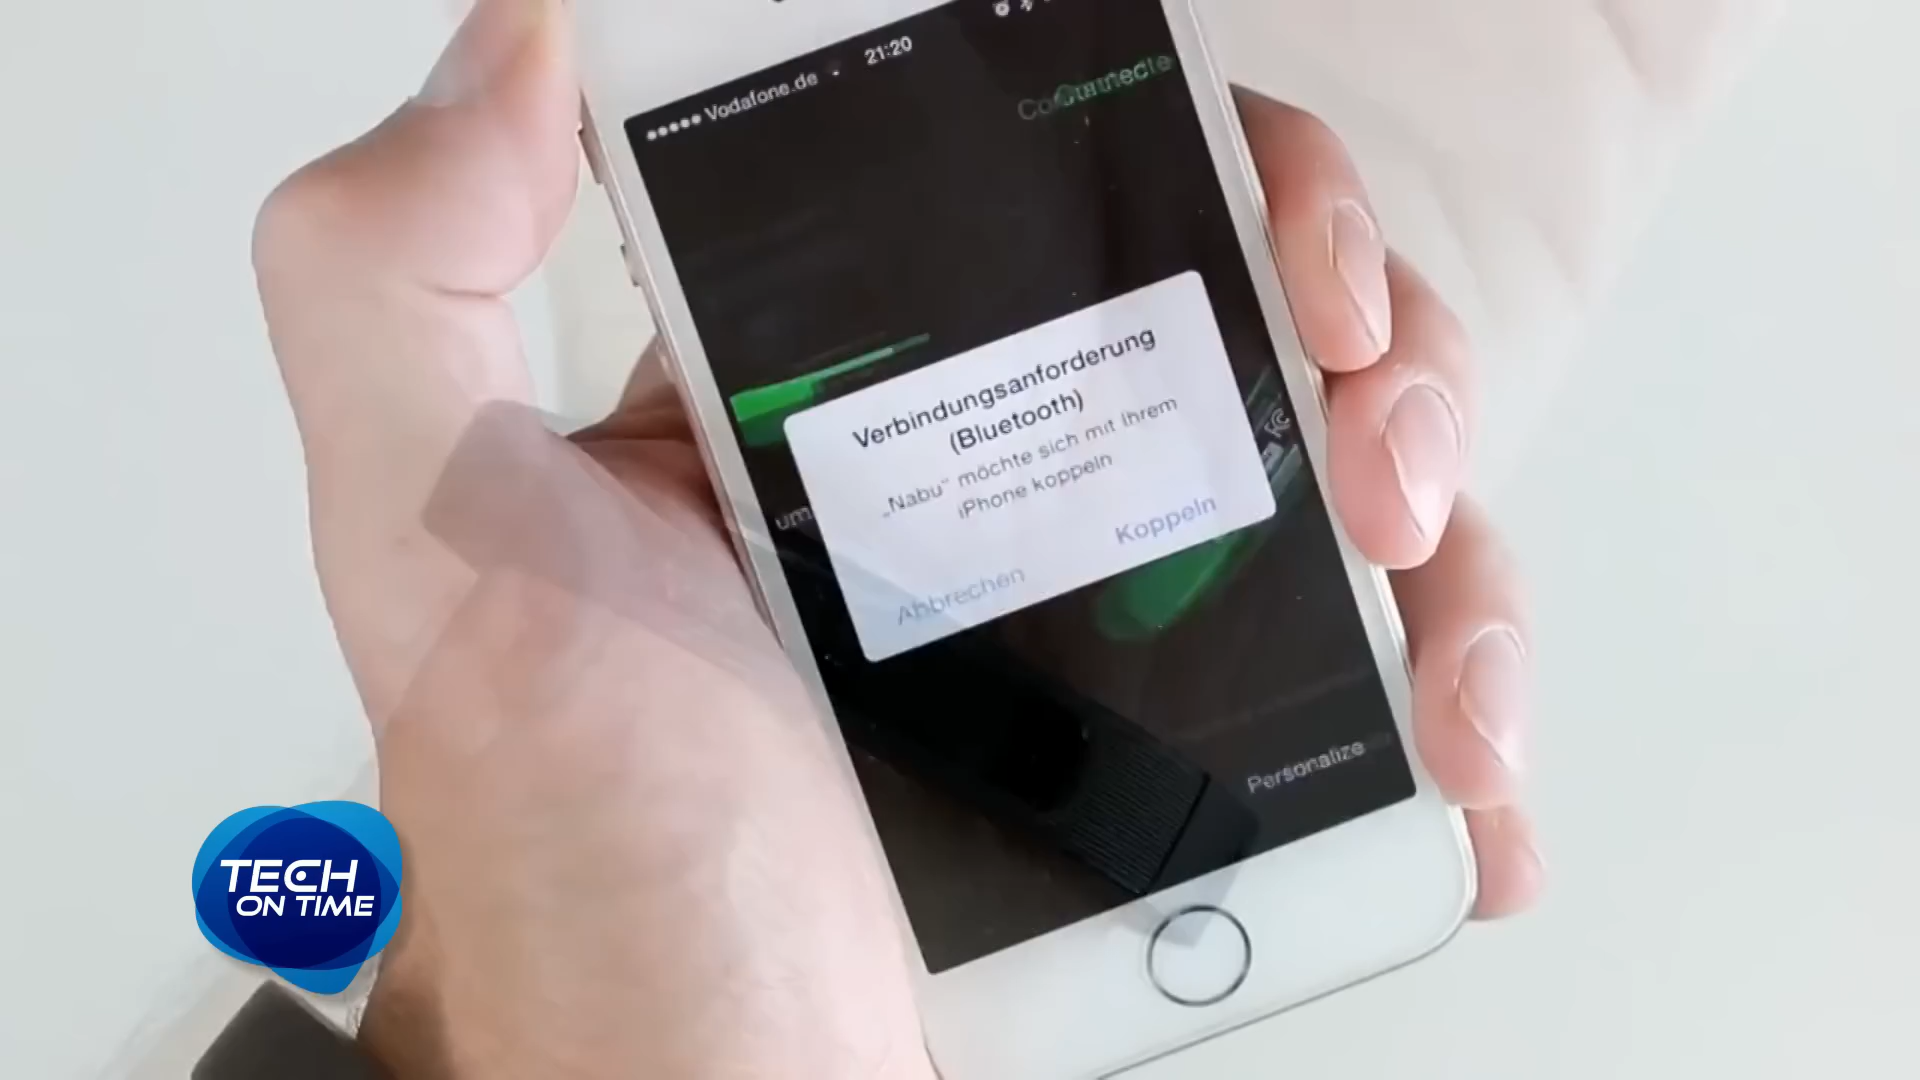 Vodafone.de
21:20
Verbindungsanforderung
(Bluetooth)
„Nabu“ möchte sich mit Ihrem
iPhone koppeln
Abbrechen
Koppeln
Personalize
TECH
ON TIME